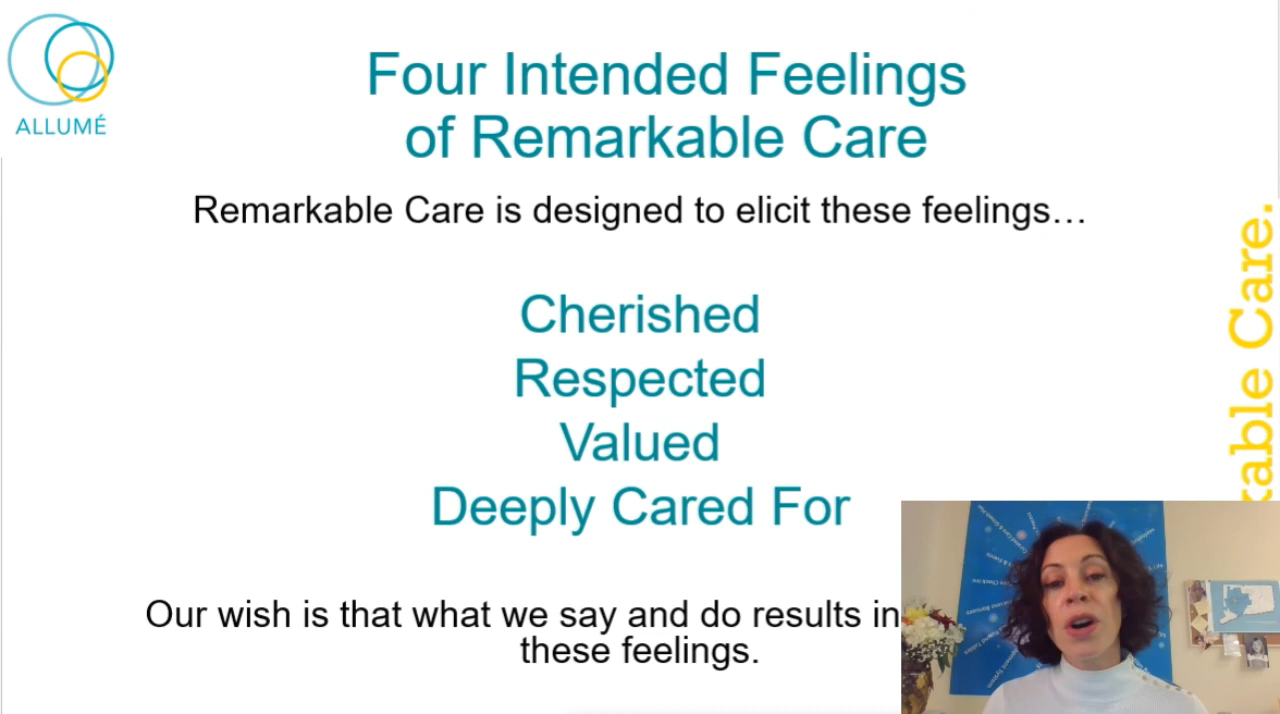 ALLUMÉ
Four Intended Feelings
of Remarkable Care
Remarkable Care is designed to elicit these feelings…
Cherished
Respected
Valued
Deeply Cared For
Our wish is that what we say and do results in
these feelings.
Care.